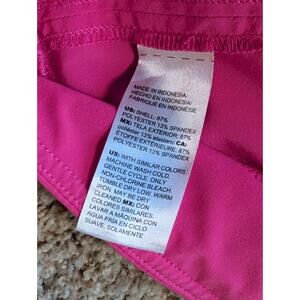 MADE IN INDONESIA
HECHO EN INDONESIA
FABRIQUÉ EN INDONÉSIE
US: SHELL: 87%
POLYESTER 13% SPANDEX
MX: TELA EXTERIOR: 87%
poliéster 13% elastano CA:
ÉTOFFE EXTÉRIEURE: 87%
POLYESTER 13% SPANDEX
US: WITH SIMILAR COLORS
MACHINE WASH COLD,
GENTLE CYCLE. ONLY
NON-CHLORINE BLEACH
TUMBLE DRY LOW. WARM
IRON. MAY BE DRY
CLEANED MX: CON
COLORES SIMILARES
LAVAR A MÁQUINA CON
AGUA FRÍA EN CICLO
SUAVE. SOLAMENTE